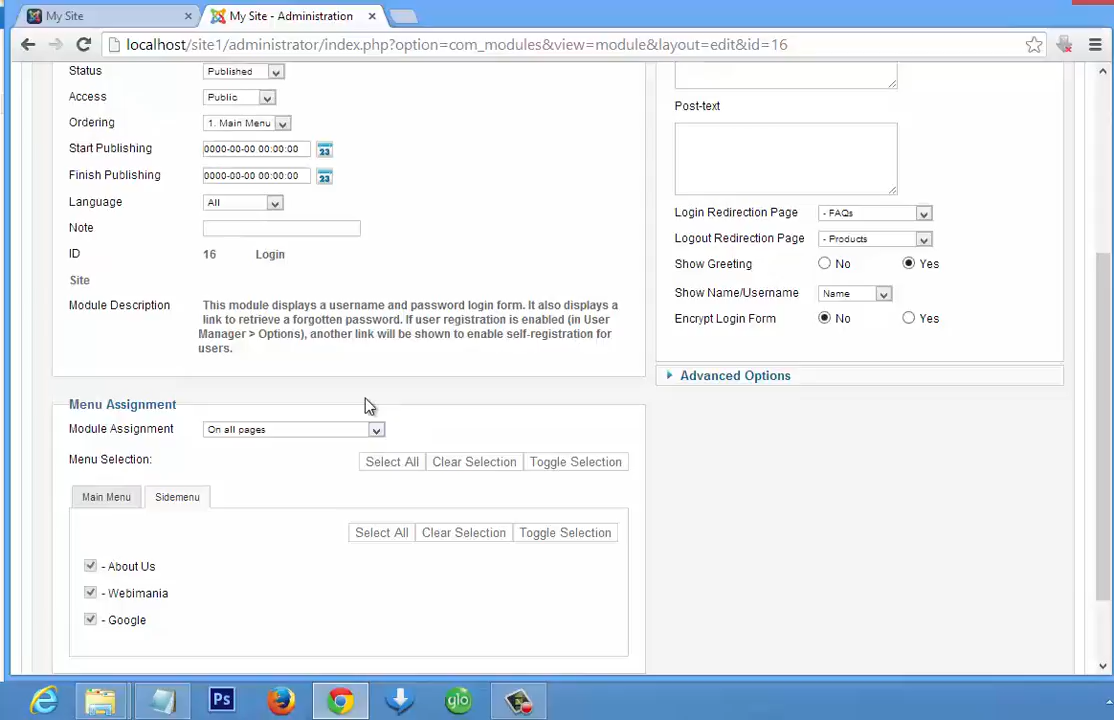 My Site
My Site - Administration
localhost/site1/administrator/index.php?option=com_modules&view=module&layout=edit&id=16
Status Published
Access Public
Ordering 1. Main Menu
Start Publishing 0000-00-00 00:00:00 23
Finish Publishing 0000-00-00 00:00:00 23
Language All
Note
ID 16 Login
Site
Module Description This module displays a username and password login form. It also displays a
link to retrieve a forgotten password. If user registration is enabled (in User
Manager > Options), another link will be shown to enable self-registration for
users.
Post-text
Login Redirection Page - FAQs
Logout Redirection Page - Products
Show Greeting No Yes
Show Name/Username Name
Encrypt Login Form No Yes
Advanced Options
Menu Assignment
Module Assignment On all pages
Menu Selection: Select All Clear Selection Toggle Selection
Main Menu Sidemenu
Select All Clear Selection Toggle Selection
- About Us
- Webimania
- Google
Ps
glo